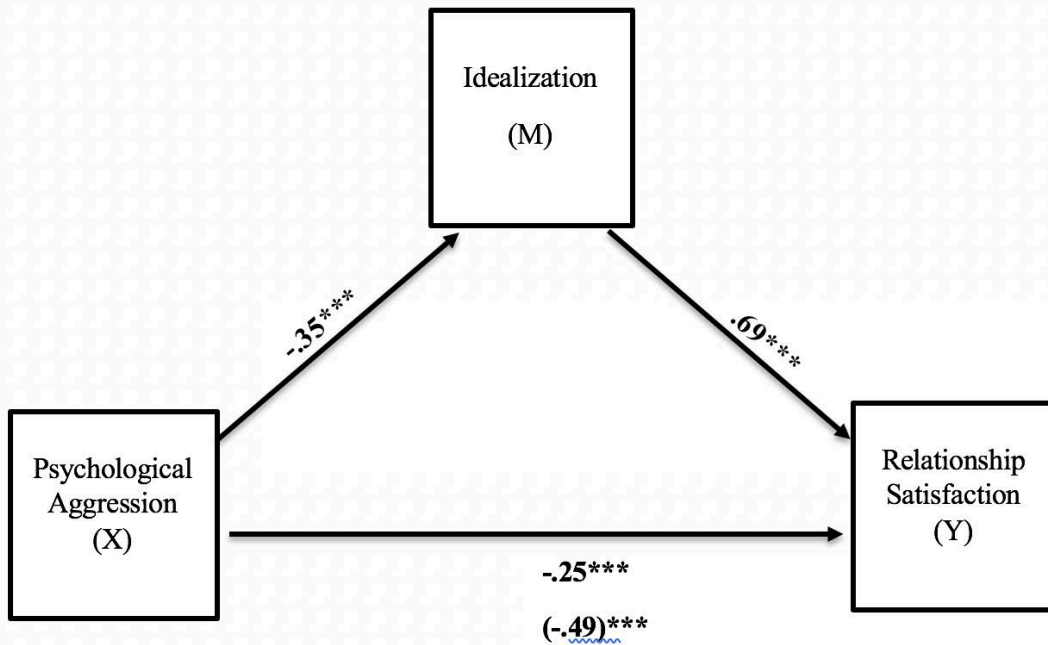 Idealization
(M)
-.35***
.69***
Psychological
Aggression
(X)
Relationship
Satisfaction
(Y)
-.25***
(-.49)***